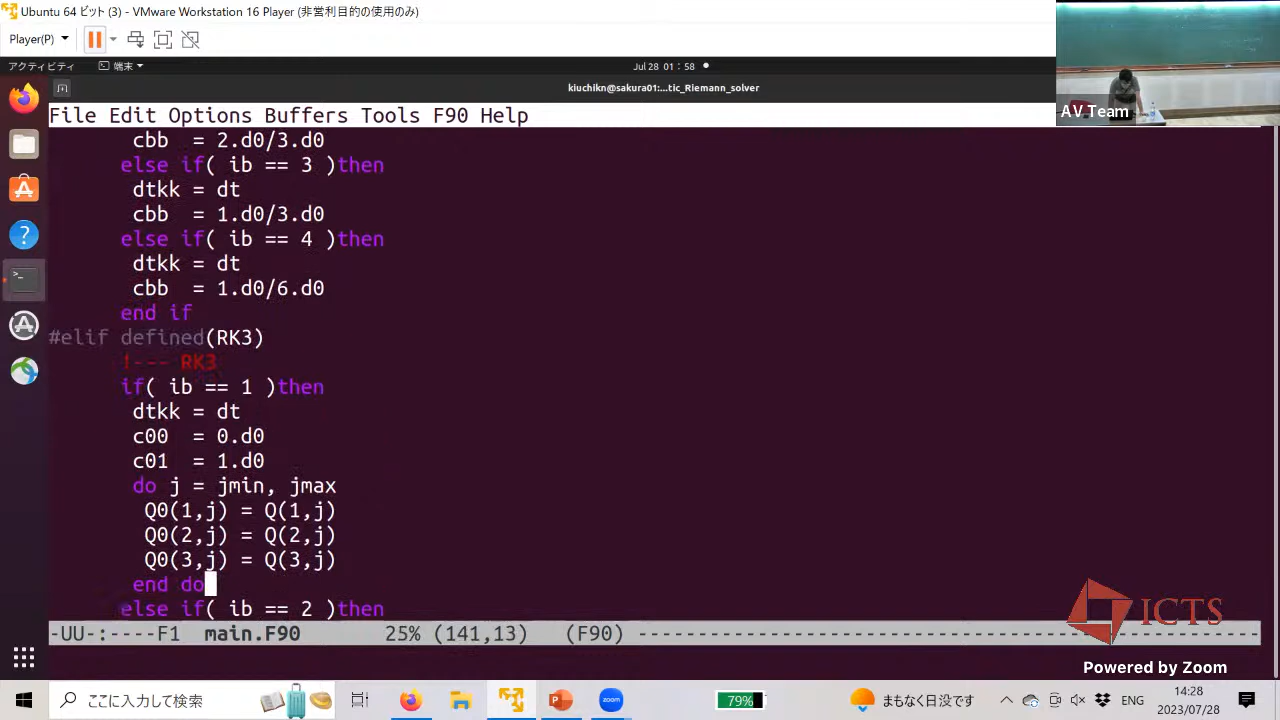 Ubuntu 64 ビット (3) - VMware Workstation 16 Player (非営利目的の使用のみ)
Player(P)
アクティビティ 端末 Jul 28 01:58
kiuchikn@sakura01:...tic_Riemann_solver
File Edit Options Buffers Tools F90 Help
cbb = 2.d0/3.d0
else if( ib == 3 )then
dtkk = dt
cbb = 1.d0/3.d0
else if( ib == 4 )then
dtkk = dt
cbb = 1.d0/6.d0
end if
#elif defined(RK3)
!--- RK3
if( ib == 1 )then
dtkk = dt
c00 = 0.d0
c01 = 1.d0
do j = jmin, jmax
Q0(1,j) = Q(1,j)
Q0(2,j) = Q(2,j)
Q0(3,j) = Q(3,j)
end do
else if( ib == 2 )then
-UU-:----F1 main.F90 25% (141,13) (F90) ----------------------------------------------------
AV Team
ICTS
Powered by Zoom
ここに入力して検索
zoom
79%
まもなく日没です
ENG
14:28
2023/07/28